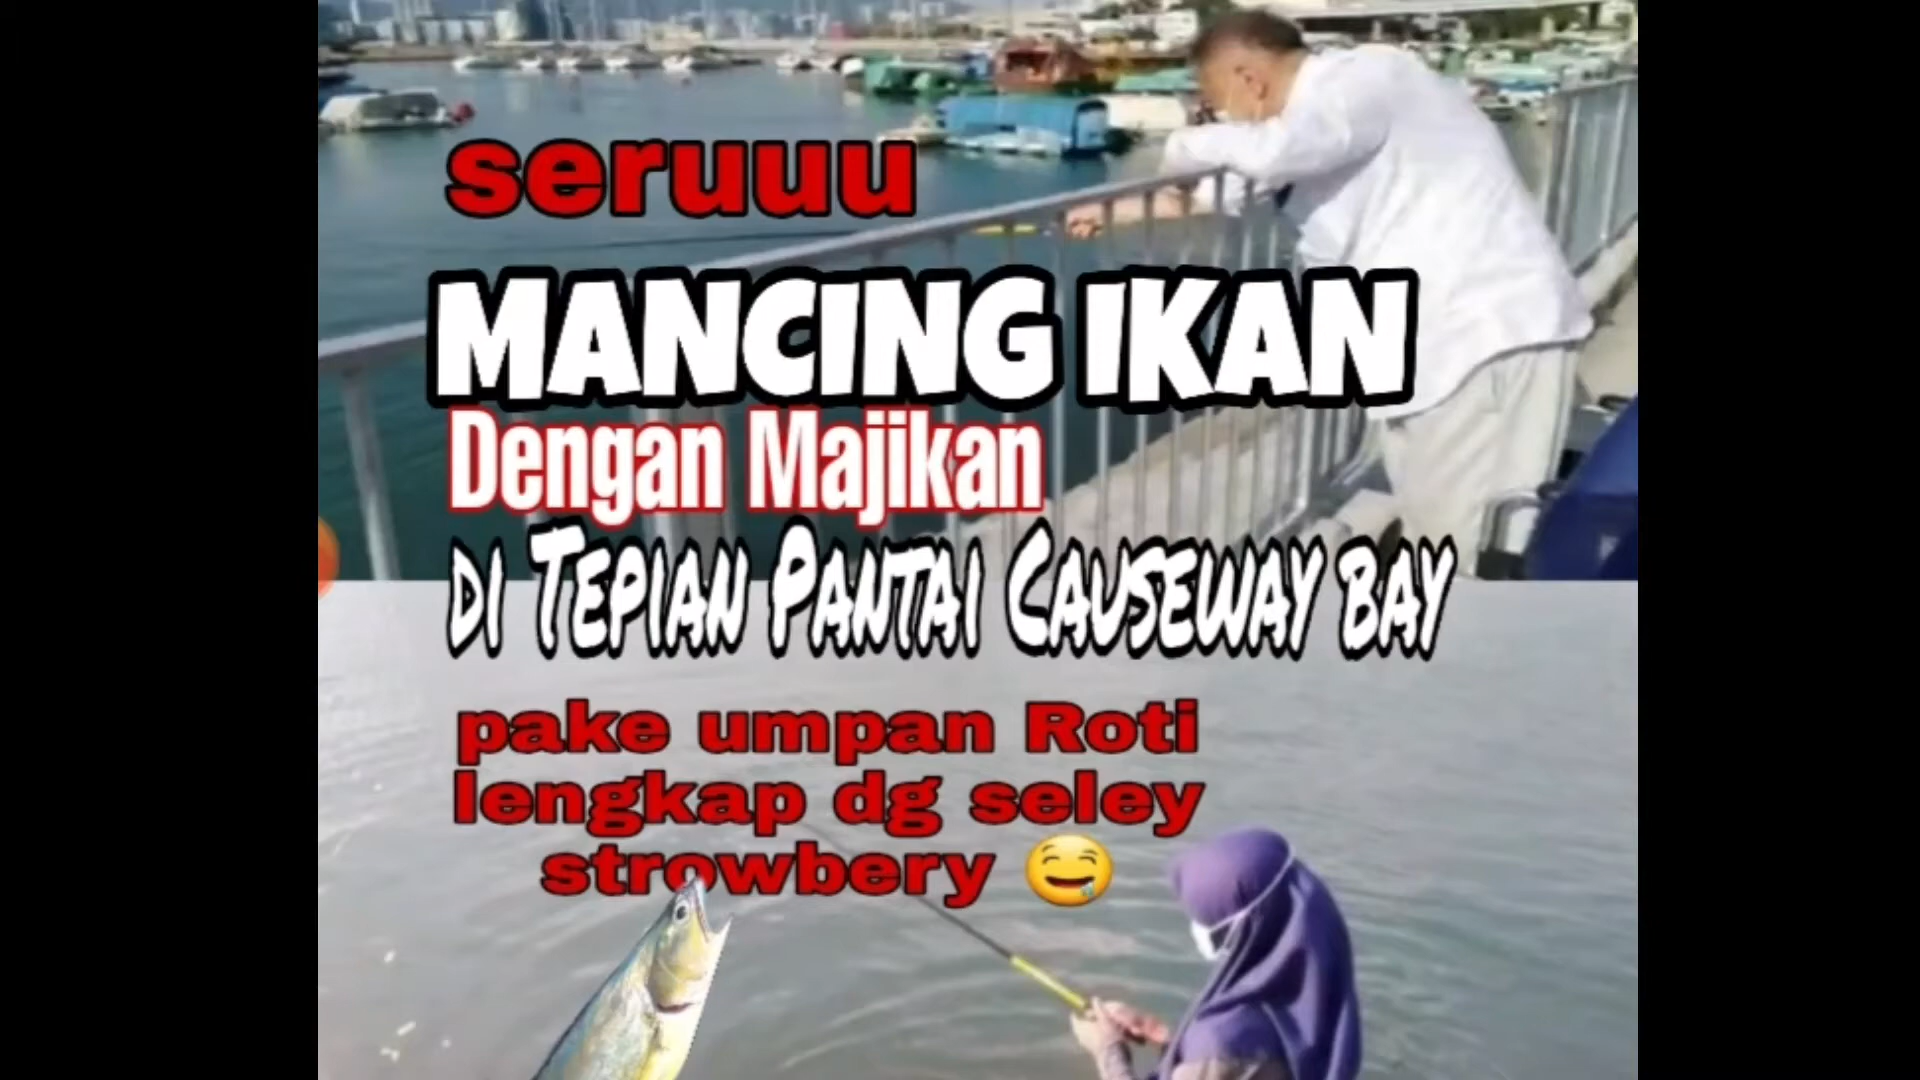 seruuu
MANCING IKAN
Dengan Majikan
di Tepian Pantai Causeway bay
pake umpan Roti
lengkap dg seley
strowbery 🤤